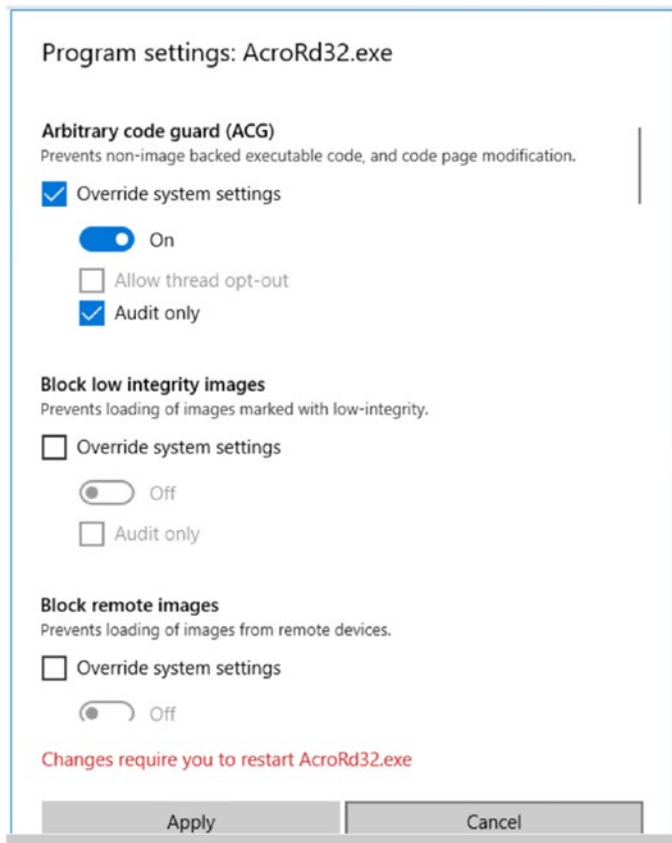 Program settings: AcroRd32.exe
Arbitrary code guard (ACG)
Prevents non-image backed executable code, and code page modification.
Override system settings
On
Allow thread opt-out
Audit only
Block low integrity images
Prevents loading of images marked with low-integrity.
Override system settings
Off
Audit only
Block remote images
Prevents loading of images from remote devices.
Override system settings
Off
Changes require you to restart AcroRd32.exe
Apply
Cancel